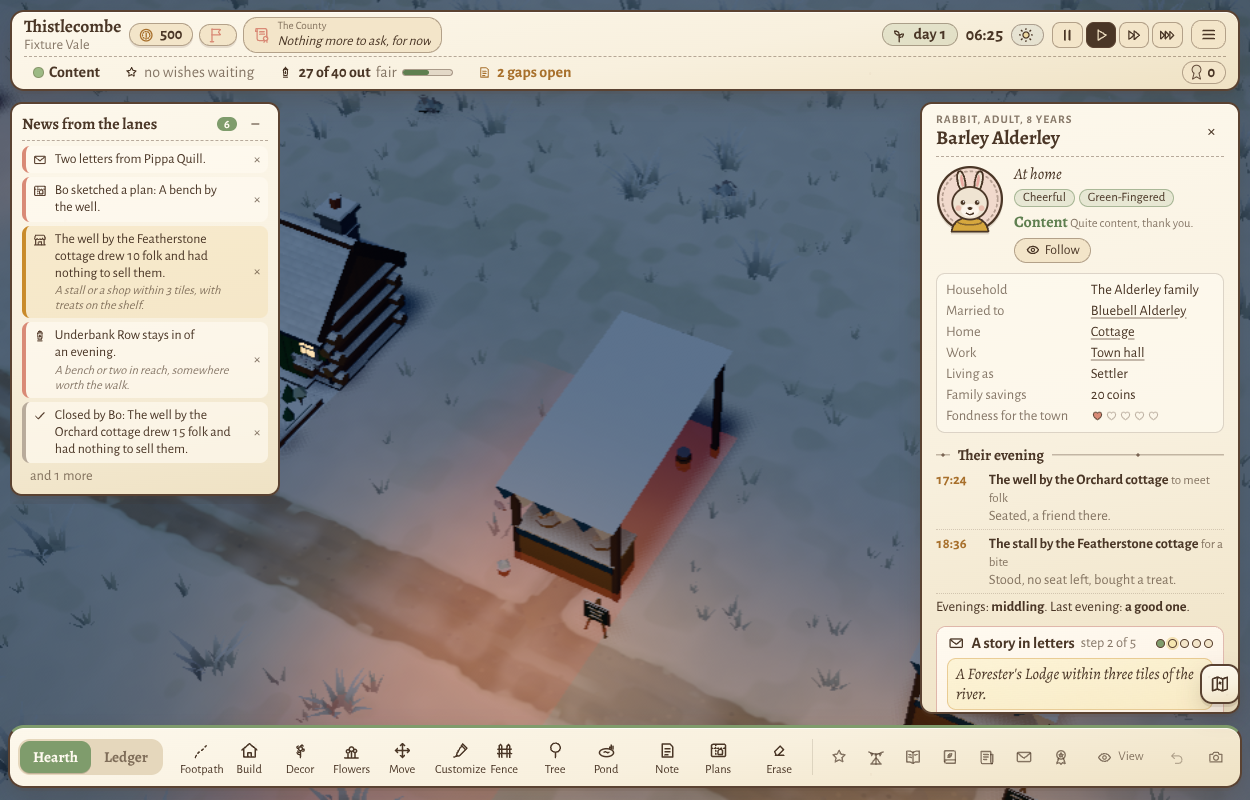 Thistlecombe
Fixture Vale
500
The County
Nothing more to ask, for now
day 1
06:25
Content
no wishes waiting
27 of 40 out fair
2 gaps open
0
News from the lanes
6
Two letters from Pippa Quill.
Bo sketched a plan: A bench by
the well.
The well by the Featherstone
cottage drew 10 folk and had
nothing to sell them.
A stall or a shop within 3 tiles, with
treats on the shelf.
Underbank Row stays in of
an evening.
A bench or two in reach, somewhere
worth the walk.
Closed by Bo: The well by the
Orchard cottage drew 15 folk and
had nothing to sell them.
and 1 more
RABBIT, ADULT, 8 YEARS
Barley Alderley
At home
Cheerful
Green-Fingered
Content Quite content, thank you.
Follow
Household The Alderley family
Married to Bluebell Alderley
Home Cottage
Work Town hall
Living as Settler
Family savings 20 coins
Fondness for the town
Their evening
17:24 The well by the Orchard cottage to meet
folk
Seated, a friend there.
18:36 The stall by the Featherstone cottage for a
bite
Stood, no seat left, bought a treat.
Evenings: middling. Last evening: a good one.
A story in letters step 2 of 5
A Forester's Lodge within three tiles of the
river.
Hearth
Ledger
Footpath
Build
Decor
Flowers
Move
Customize
Fence
Tree
Pond
Note
Plans
Erase
View